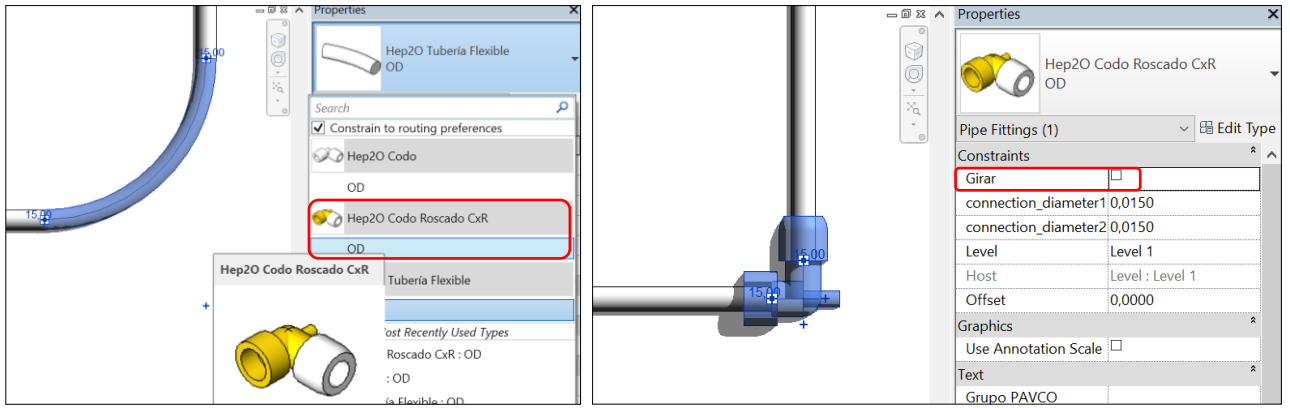 Properties
Hep2O Tubería Flexible
OD
15,00
15,00
Search
Constrain to routing preferences
Hep2O Codo
OD
Hep2O Codo Roscado CxR
OD
Hep2O Codo Roscado CxR
Tubería Flexible
Recently Used Types
Roscado CxR : OD
: OD
Flexible : OD
Properties
Hep2O Codo Roscado CxR
OD
Pipe Fittings (1)
Edit Type
Constraints
Girar
connection_diameter1 0,0150
connection_diameter2 0,0150
Level Level 1
Host Level : Level 1
Offset 0,0000
Graphics
Use Annotation Scale
Text
Grupo PAVCO
15,00
15,00